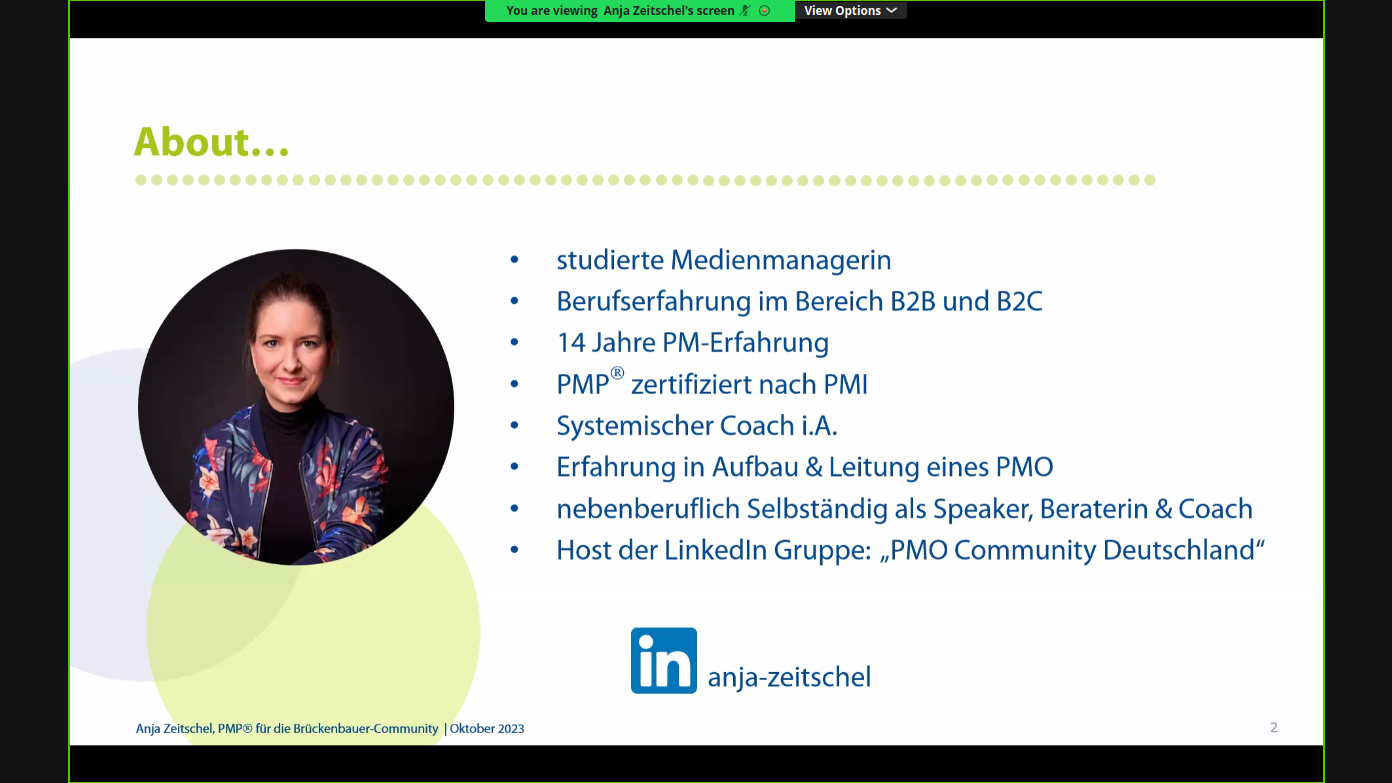 You are viewing Anja Zeitschel's screen
View Options
About...
• studierte Medienmanagerin
• Berufserfahrung im Bereich B2B und B2C
• 14 Jahre PM-Erfahrung
• PMP® zertifiziert nach PMI
• Systemischer Coach i.A.
• Erfahrung in Aufbau & Leitung eines PMO
• nebenberuflich Selbständig als Speaker, Beraterin & Coach
• Host der LinkedIn Gruppe: „PMO Community Deutschland“
in anja-zeitschel
Anja Zeitschel, PMP® für die Brückenbauer-Community | Oktober 2023
2